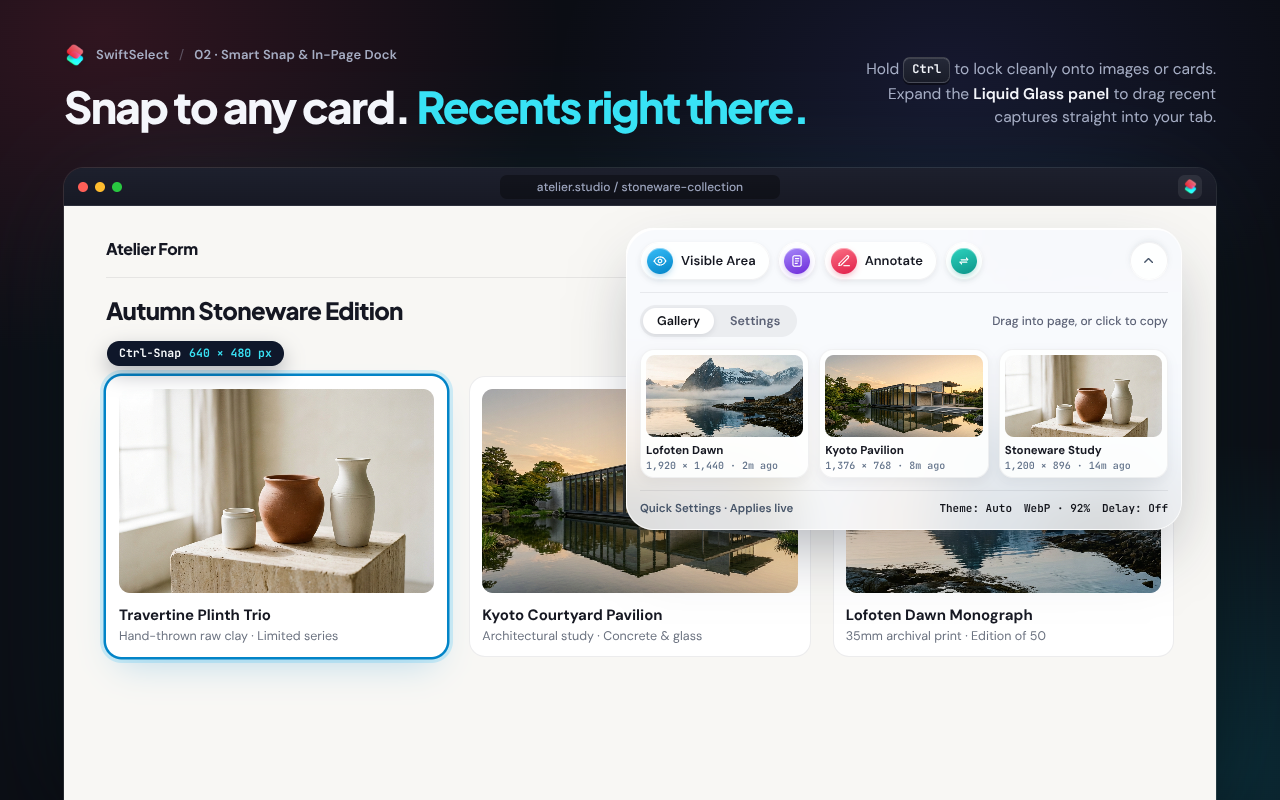 SwiftSelect / 02 · Smart Snap & In-Page Dock
Snap to any card. Recents right there.
Hold Ctrl to lock cleanly onto images or cards.
Expand the Liquid Glass panel to drag recent
captures straight into your tab.
atelier.studio / stoneware-collection
Atelier Form
Autumn Stoneware Edition
Ctrl-Snap 640 × 480 px
Visible Area
Annotate
Gallery Settings
Drag into page, or click to copy
Lofoten Dawn
1,920 × 1,440 · 2m ago
Kyoto Pavilion
1,376 × 768 · 8m ago
Stoneware Study
1,200 × 896 · 14m ago
Quick Settings · Applies live
Theme: Auto WebP · 92% Delay: Off
Travertine Plinth Trio
Hand-thrown raw clay · Limited series
Kyoto Courtyard Pavilion
Architectural study · Concrete & glass
Lofoten Dawn Monograph
35mm archival print · Edition of 50